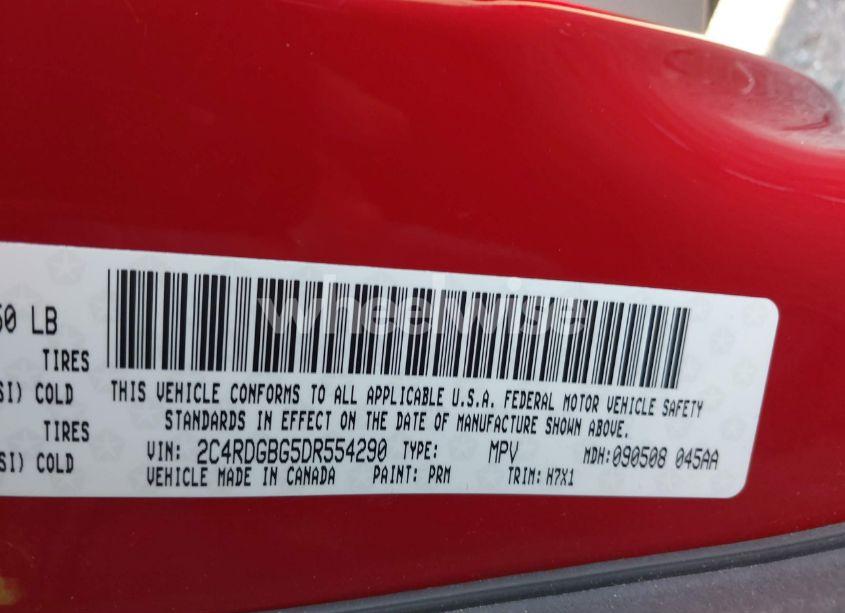 50 LB
TIRES
SI) COLD
TIRES
SI) COLD
THIS VEHICLE CONFORMS TO ALL APPLICABLE U.S.A. FEDERAL MOTOR VEHICLE SAFETY
STANDARDS IN EFFECT ON THE DATE OF MANUFACTURE SHOWN ABOVE.
VIN: 2C4RDGBG5DR554290 TYPE: MPV MDH:090508 045AA
VEHICLE MADE IN CANADA PAINT: PRM TRIM: H7X1
wheelwise